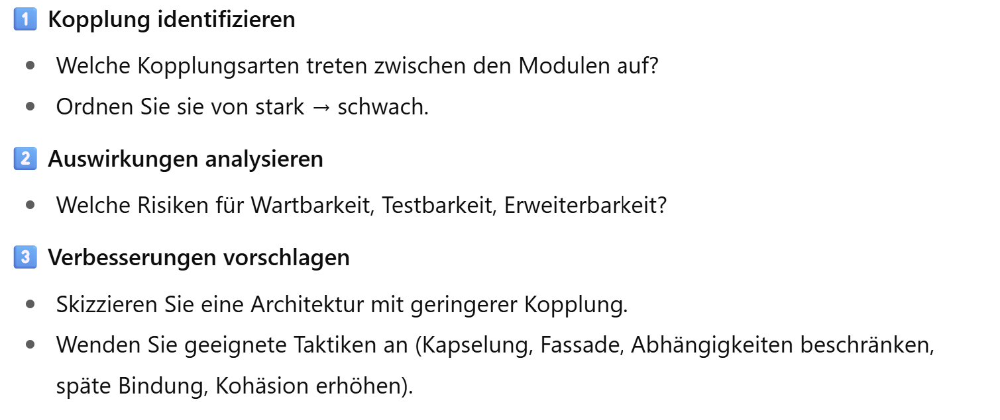 1 Kopplung identifizieren
• Welche Kopplungsarten treten zwischen den Modulen auf?
• Ordnen Sie sie von stark → schwach.
2 Auswirkungen analysieren
• Welche Risiken für Wartbarkeit, Testbarkeit, Erweiterbarkeit?
3 Verbesserungen vorschlagen
• Skizzieren Sie eine Architektur mit geringerer Kopplung.
• Wenden Sie geeignete Taktiken an (Kapselung, Fassade, Abhängigkeiten beschränken,
späte Bindung, Kohäsion erhöhen).